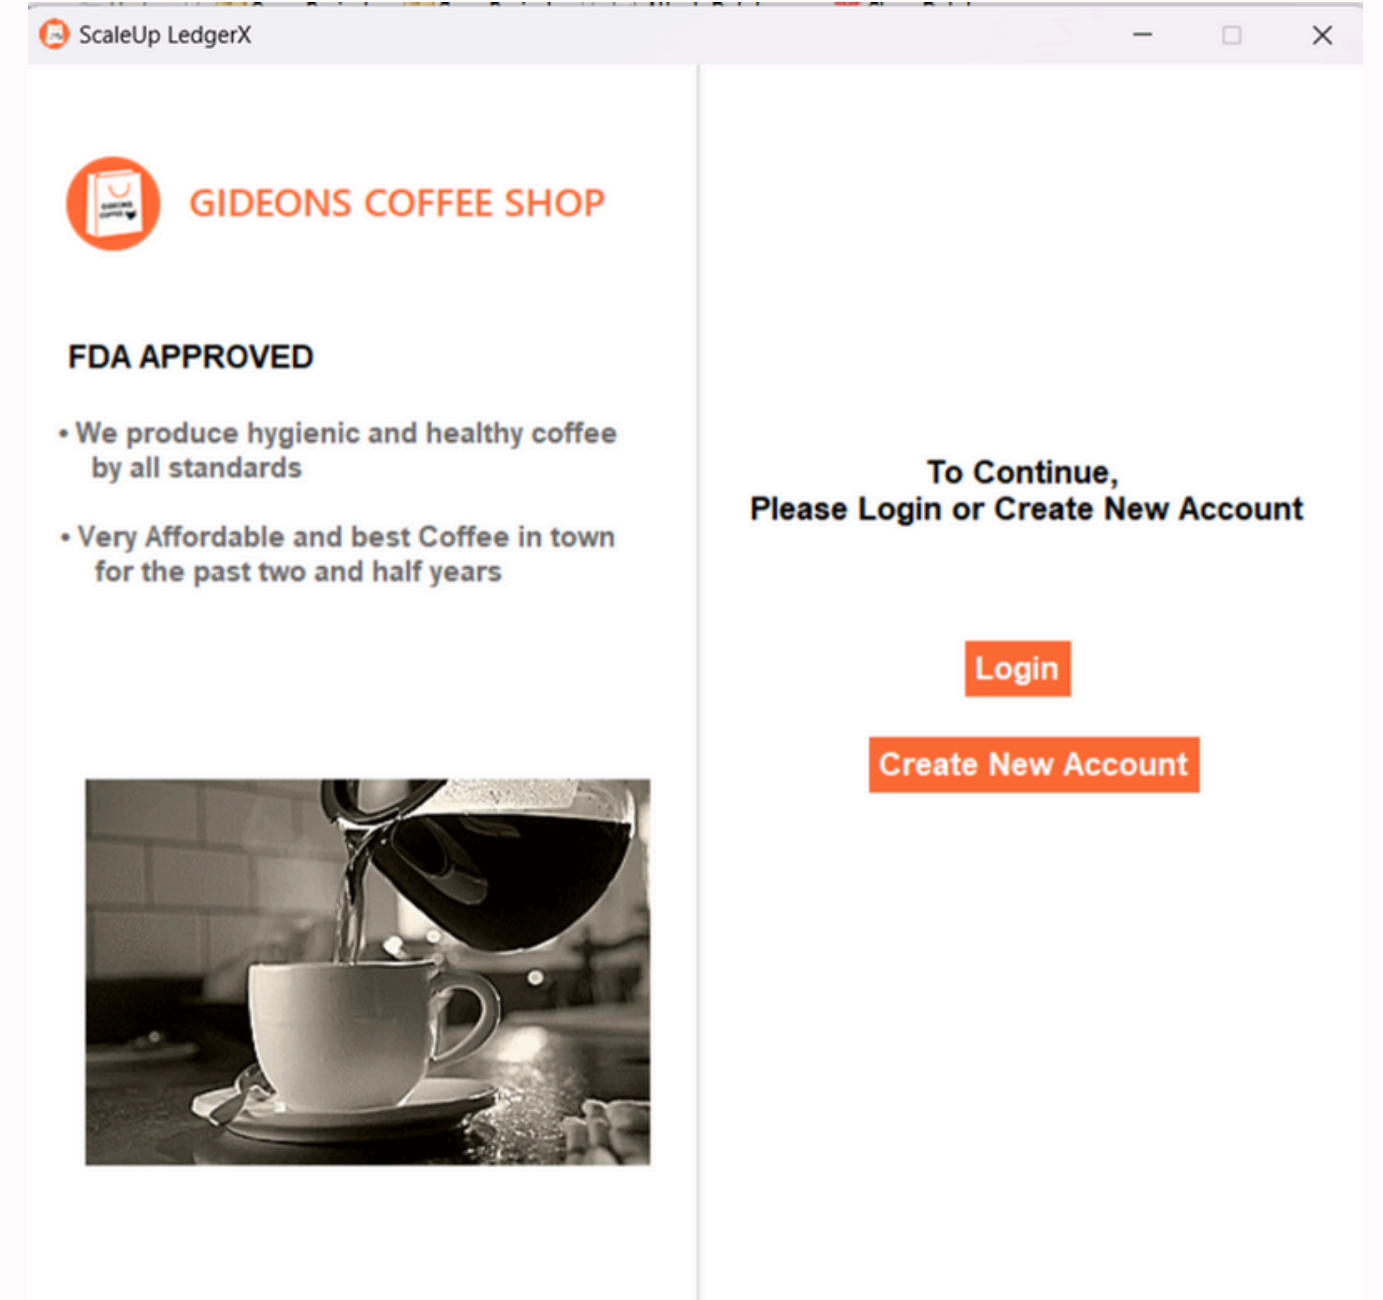 ScaleUp LedgerX
GIDEONS COFFEE SHOP
GIDEONS
COFFEE
FDA APPROVED
• We produce hygienic and healthy coffee
by all standards
• Very Affordable and best Coffee in town
for the past two and half years
To Continue,
Please Login or Create New Account
Login
Create New Account